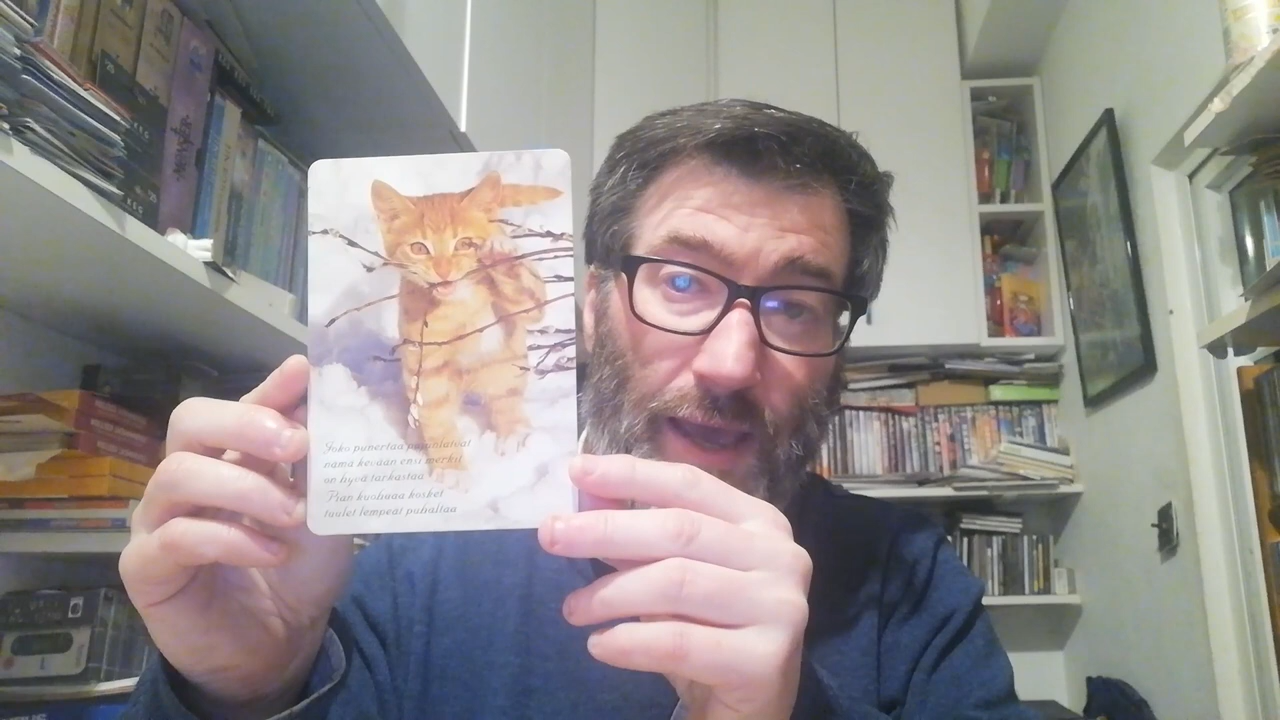 Joko punertaa pajunlatvat
nämä kevään ensi merkit
on hyvä tarkastaa
Pian kuohuaa kosket
tuulet lempeät puhaltaa